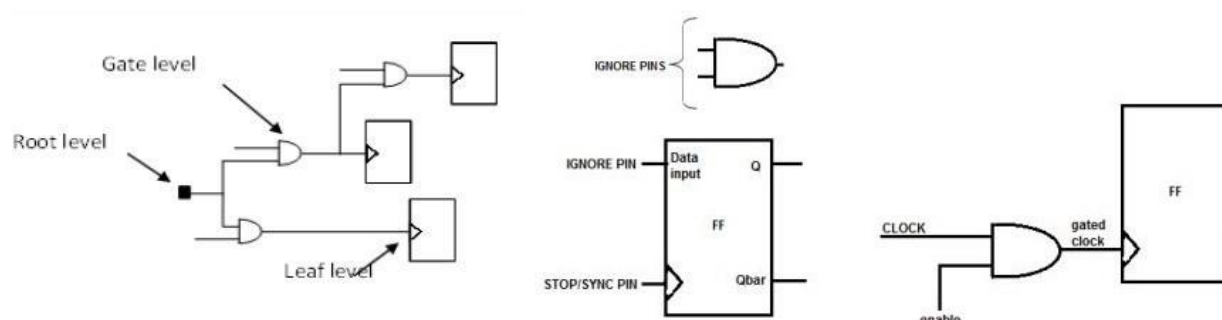 Gate level
Root level
Leaf level
IGNORE PINS
IGNORE PIN
Data
input
Q
FF
STOP/SYNC PIN
Qbar
CLOCK
gated
clock
FF
enable